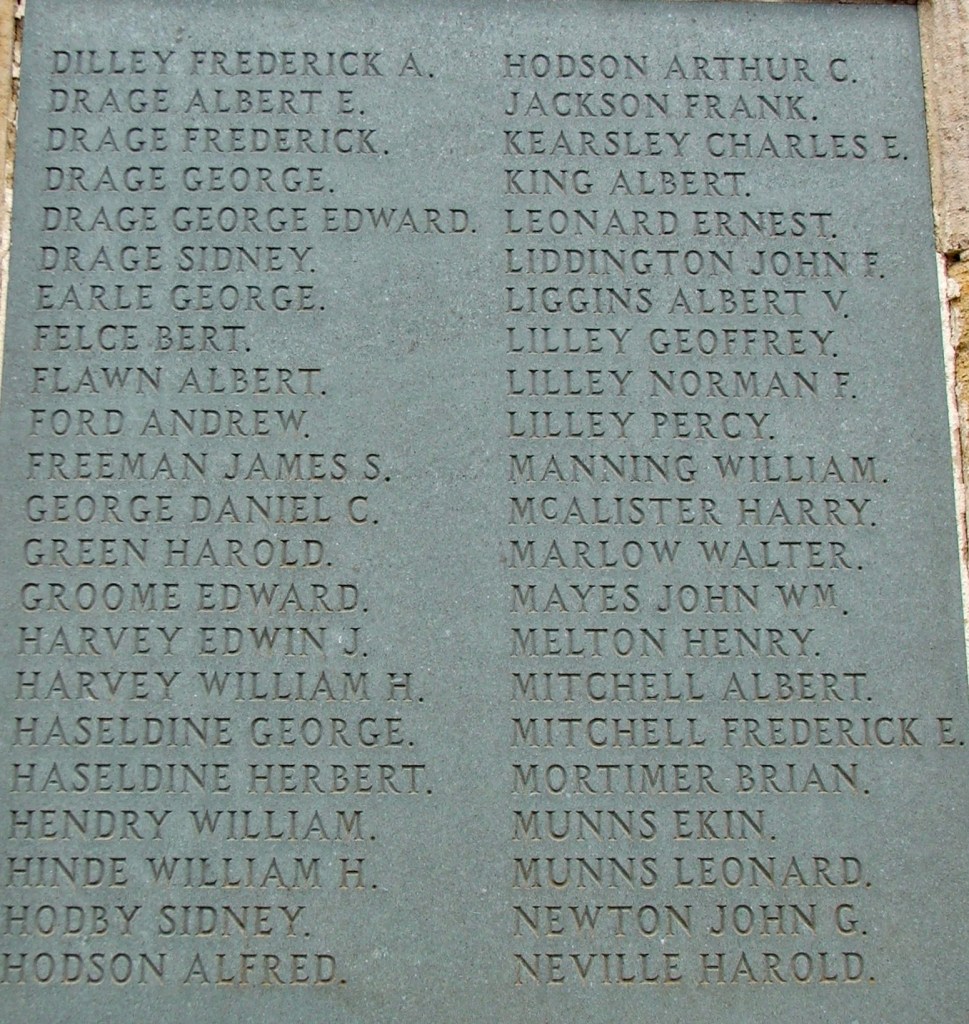 DILLEY FREDERICK A.
DRAGE ALBERT E.
DRAGE FREDERICK.
DRAGE GEORGE.
DRAGE GEORGE EDWARD.
DRAGE SIDNEY.
EARLE GEORGE.
FELCE BERT.
FLAWN ALBERT.
FORD ANDREW.
FREEMAN JAMES S.
GEORGE DANIEL C.
GREEN HAROLD.
GROOME EDWARD.
HARVEY EDWIN J.
HARVEY WILLIAM H.
HASELDINE GEORGE.
HASELDINE HERBERT.
HENDRY WILLIAM.
HINDE WILLIAM H.
HODBY SIDNEY.
HODSON ALFRED.
HODSON ARTHUR C.
JACKSON FRANK.
KEARSLEY CHARLES E.
KING ALBERT.
LEONARD ERNEST.
LIDDINGTON JOHN F.
LIGGINS ALBERT V.
LILLEY GEOFFREY.
LILLEY NORMAN F.
LILLEY PERCY.
MANNING WILLIAM.
McALISTER HARRY.
MARLOW WALTER.
MAYES JOHN WM.
MELTON HENRY.
MITCHELL ALBERT.
MITCHELL FREDERICK E.
MORTIMER BRIAN.
MUNNS EKIN.
MUNNS LEONARD.
NEWTON JOHN G.
NEVILLE HAROLD.